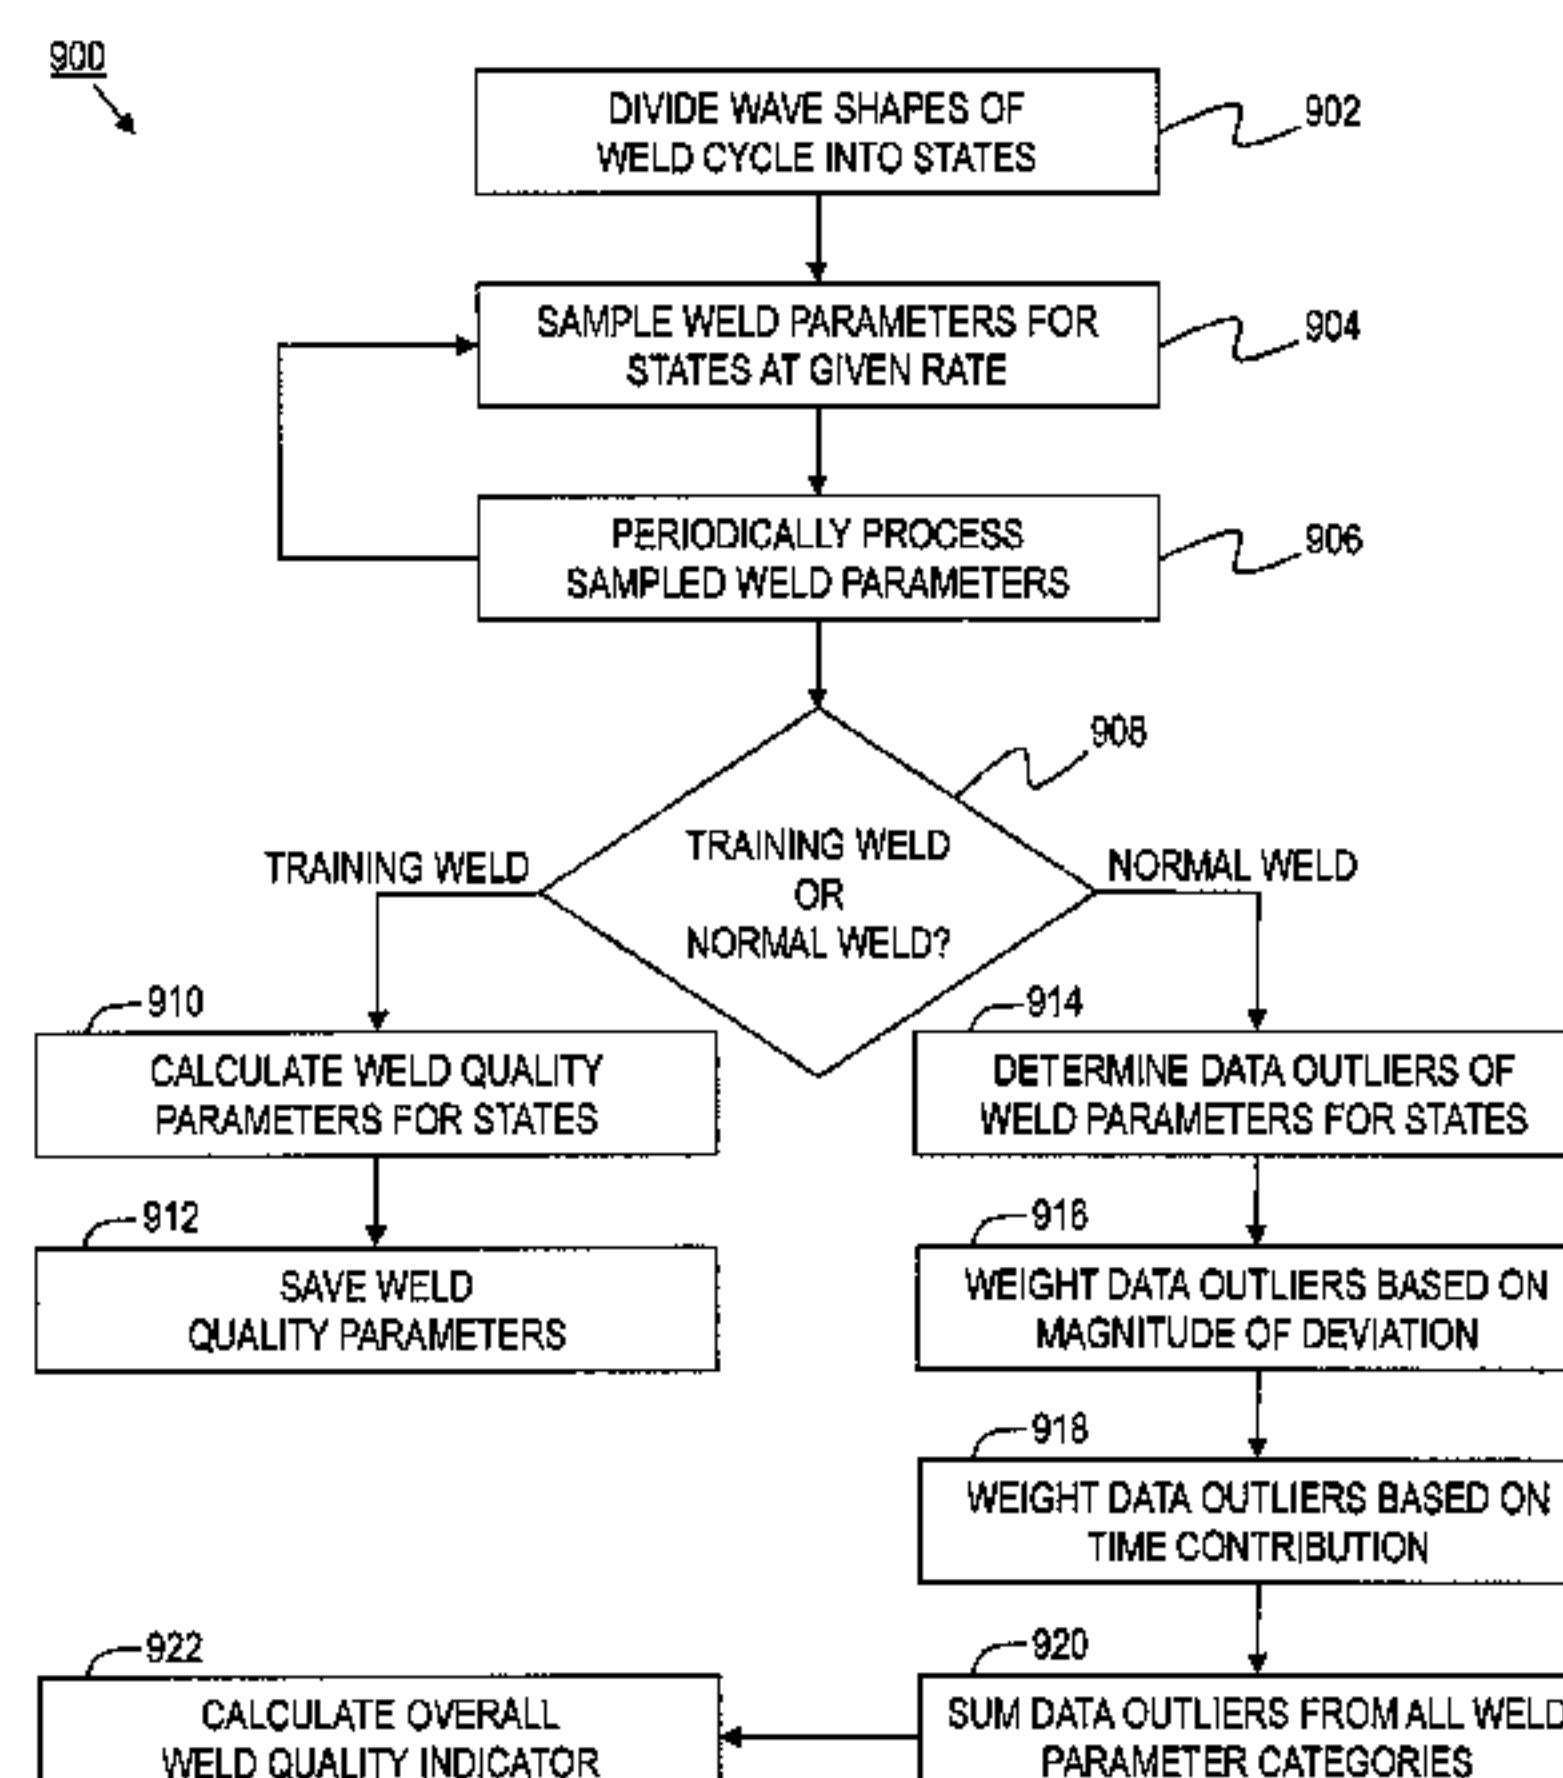 900
DIVIDE WAVE SHAPES OF
WELD CYCLE INTO STATES
902
SAMPLE WELD PARAMETERS FOR
STATES AT GIVEN RATE
904
PERIODICALLY PROCESS
SAMPLED WELD PARAMETERS
906
908
TRAINING WELD
OR
NORMAL WELD?
TRAINING WELD
NORMAL WELD
910
CALCULATE WELD QUALITY
PARAMETERS FOR STATES
912
SAVE WELD
QUALITY PARAMETERS
914
DETERMINE DATA OUTLIERS OF
WELD PARAMETERS FOR STATES
916
WEIGHT DATA OUTLIERS BASED ON
MAGNITUDE OF DEVIATION
918
WEIGHT DATA OUTLIERS BASED ON
TIME CONTRIBUTION
920
SUM DATA OUTLIERS FROM ALL WELD
PARAMETER CATEGORIES
922
CALCULATE OVERALL
WELD QUALITY INDICATOR